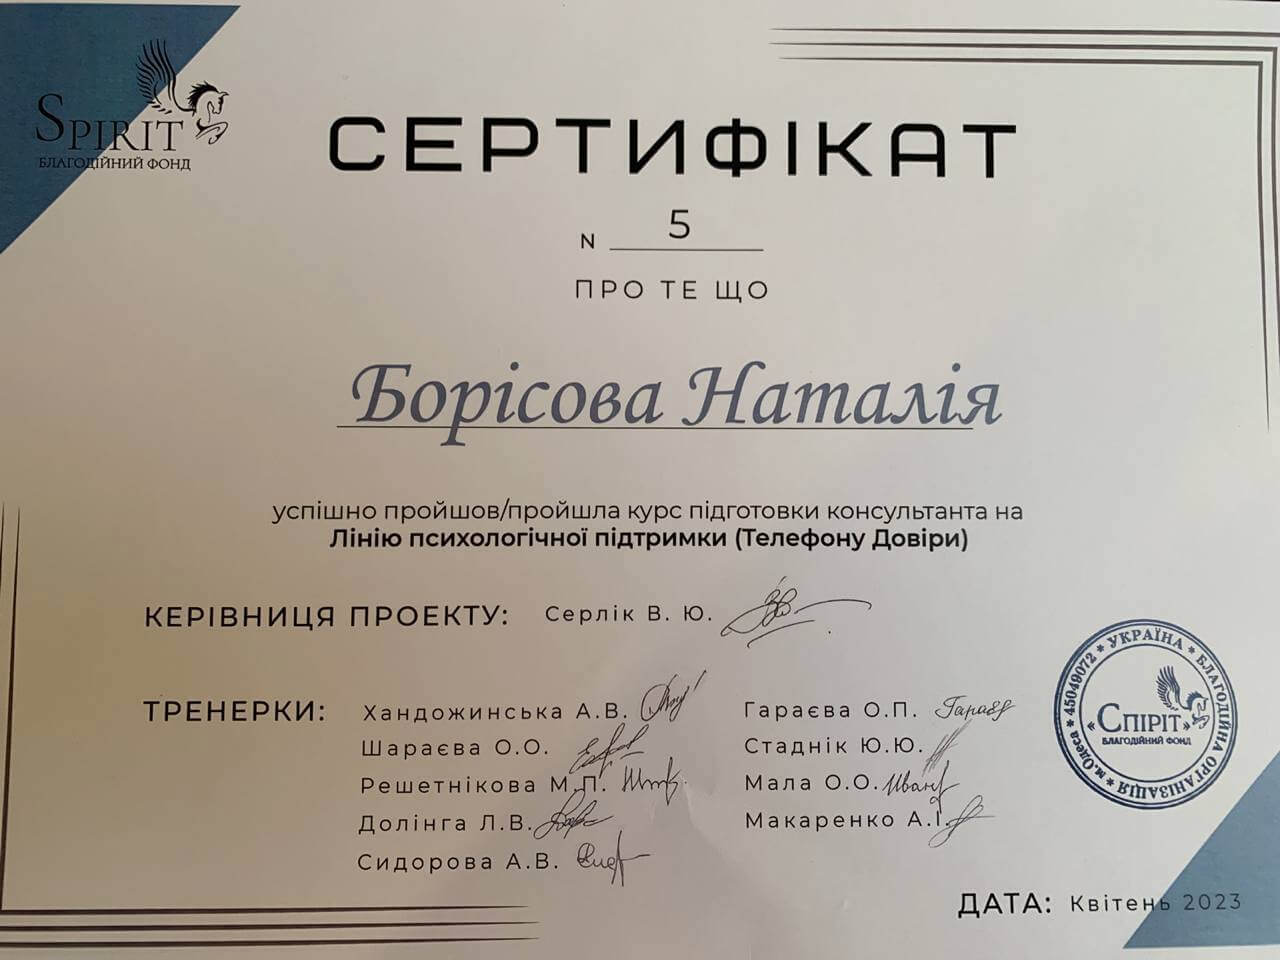 SPIRIT
БЛАГОДІЙНИЙ ФОНД
СЕРТИФІКАТ
N 5
ПРО ТЕ ЩО
Борісова Наталія
успішно пройшов/пройшла курс підготовки консультанта на
Лінію психологічної підтримки (Телефону Довіри)
КЕРІВНИЦЯ ПРОЕКТУ: Серлік В. Ю.
ТРЕНЕРКИ:
Хандожинська А.В.
Шараєва О.О.
Решетнікова М.П.
Долінга Л.В.
Сидорова А.В.
Гараєва О.П.
Стаднік Ю.Ю.
Мала О.О.
Макаренко А.І.
м.Одеса * 45049072 * УКРАЇНА * БЛАГОДІЙНА ОРГАНІЗАЦІЯ *
«СПІРІТ»
БЛАГОДІЙНИЙ ФОНД
ДАТА: Квітень 2023